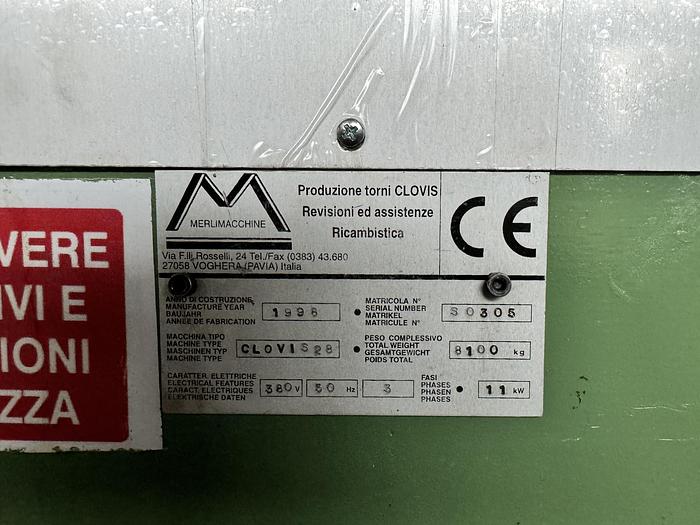 VERE
VI E
IONI
ZZA
M
MERLIMACCHINE
Produzione torni CLOVIS
Revisioni ed assistenze
Ricambistica
CE
Via F.lli Rosselli, 24 Tel./Fax (0383) 43.680
27058 VOGHERA (PAVIA) Italia
ANNO DI COSTRUZIONE
MANUFACTURE YEAR
BAUJAHR
ANNEE DE FABRICATION
1996
MATRICOLA N°
SERIAL NUMBER
MATRIKEL
MATRICULE N°
S0305
MACCHINA TIPO
MACHINE TYPE
MASCHINEN TYP
MACHINE TYPE
CLOVIS28
PESO COMPLESSIVO
TOTAL WEIGHT
GESAMTGEWICHT
POIDS TOTAL
8100 kg
CARATTER. ELETTRICHE
ELECTRICAL FEATURES
CARACT. ELECTRIQUES
ELEKTRISCHE DATEN
380 V 50 Hz 3
FASI
PHASES
PHASEN
PHASES
11 kW